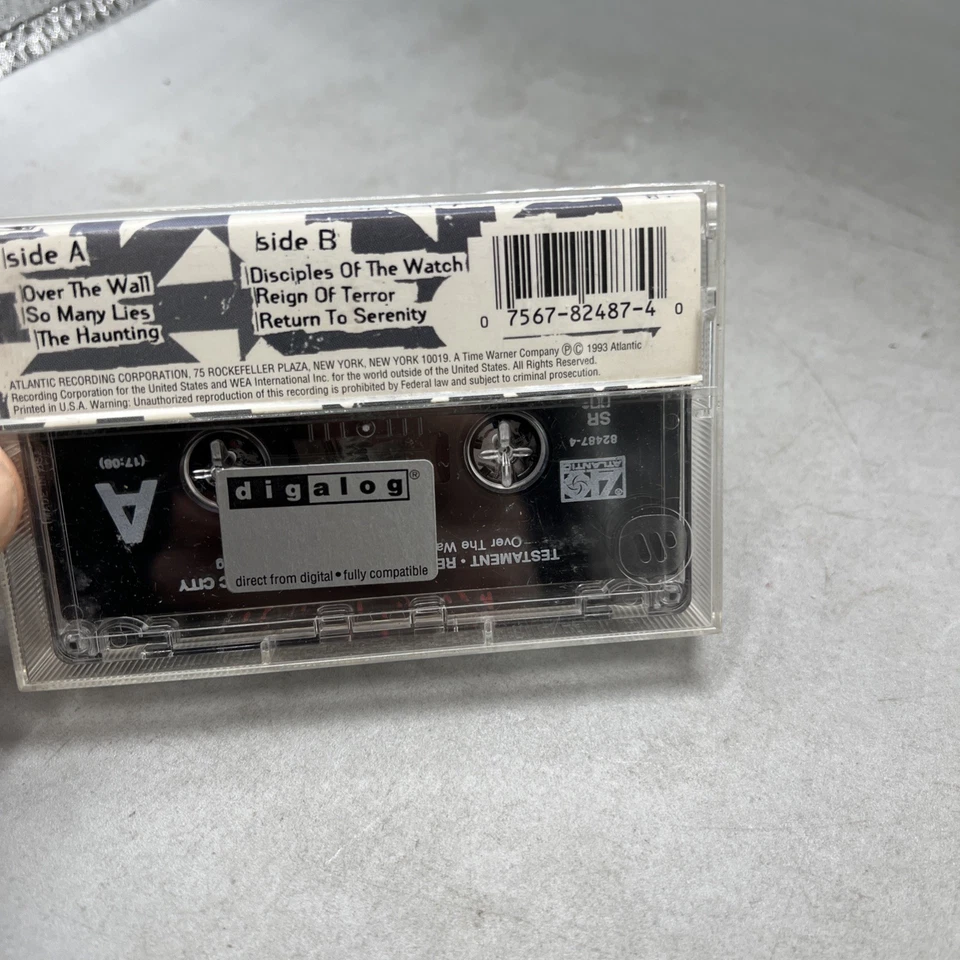 side A
Over The Wall
So Many Lies
The Haunting
side B
Disciples Of The Watch
Reign Of Terror
Return To Serenity
0 7567-82487-4 0
ATLANTIC RECORDING CORPORATION, 75 ROCKEFELLER PLAZA, NEW YORK, NEW YORK 10019. A Time Warner Company ℗© 1993 Atlantic
Recording Corporation for the United States and WEA International Inc. for the world outside of the United States. All Rights Reserved.
Printed in U.S.A. Warning: Unauthorized reproduction of this recording is prohibited by Federal law and subject to criminal prosecution.
SR
82487-4
ATLANTIC
(17:08)
A
digalog®
direct from digital • fully compatible
TESTAMENT • RE
CITY
Over The Wa